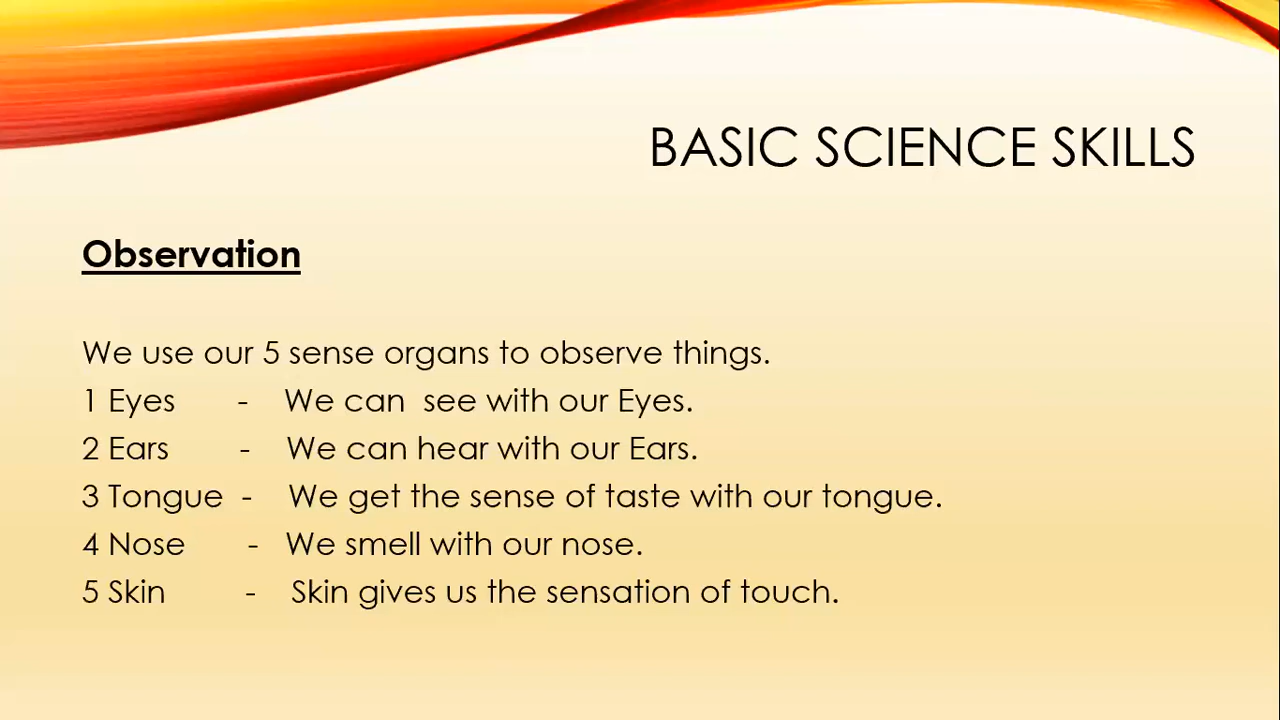 BASIC SCIENCE SKILLS
Observation
We use our 5 sense organs to observe things.
1 Eyes - We can see with our Eyes.
2 Ears - We can hear with our Ears.
3 Tongue - We get the sense of taste with our tongue.
4 Nose - We smell with our nose.
5 Skin - Skin gives us the sensation of touch.